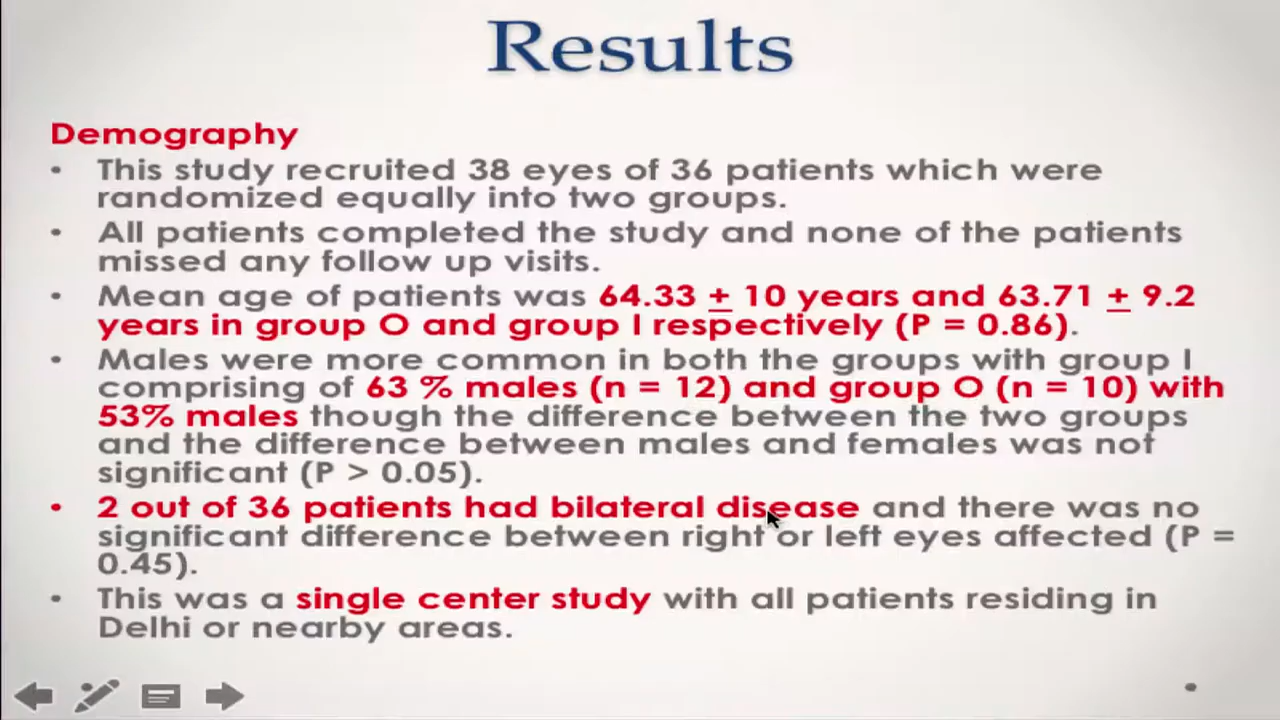 Results
Demography
• This study recruited 38 eyes of 36 patients which were
randomized equally into two groups.
• All patients completed the study and none of the patients
missed any follow up visits.
• Mean age of patients was 64.33 ± 10 years and 63.71 ± 9.2
years in group O and group I respectively (P = 0.86).
• Males were more common in both the groups with group I
comprising of 63 % males (n = 12) and group O (n = 10) with
53% males though the difference between the two groups
and the difference between males and females was not
significant (P > 0.05).
• 2 out of 36 patients had bilateral disease and there was no
significant difference between right or left eyes affected (P =
0.45).
• This was a single center study with all patients residing in
Delhi or nearby areas.